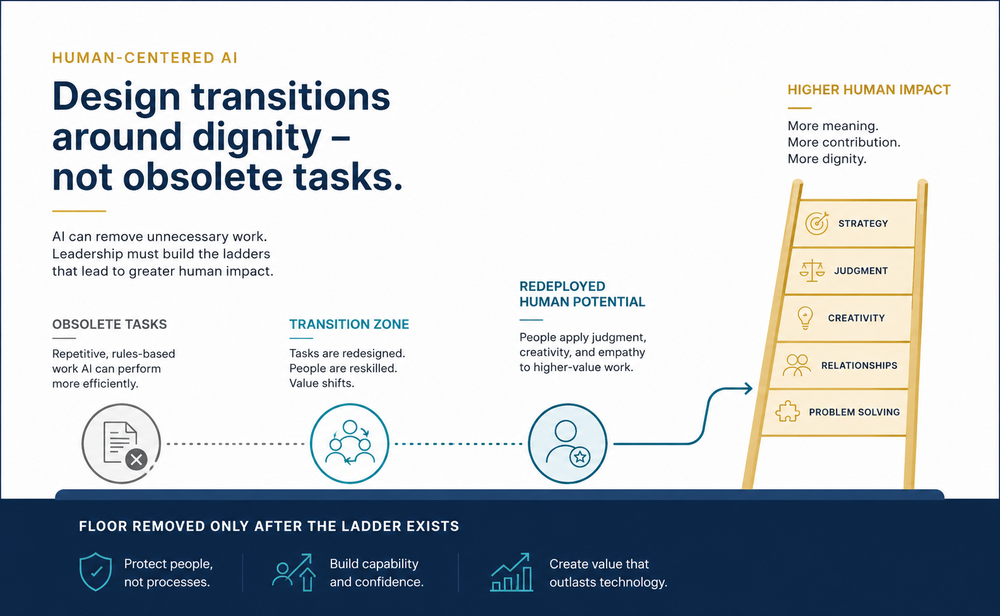 HUMAN-CENTERED AI
Design transitions
around dignity –
not obsolete tasks.
AI can remove unnecessary work.
Leadership must build the ladders
that lead to greater human impact.
OBSOLETE TASKS
Repetitive, rules-based
work AI can perform
more efficiently.
TRANSITION ZONE
Tasks are redesigned.
People are reskilled.
Value shifts.
REDEPLOYED
HUMAN POTENTIAL
People apply judgment,
creativity, and empathy
to higher-value work.
HIGHER HUMAN IMPACT
More meaning.
More contribution.
More dignity.
STRATEGY
JUDGMENT
CREATIVITY
RELATIONSHIPS
PROBLEM SOLVING
FLOOR REMOVED ONLY AFTER THE LADDER EXISTS
Protect people,
not processes.
Build capability
and confidence.
Create value that
outlasts technology.